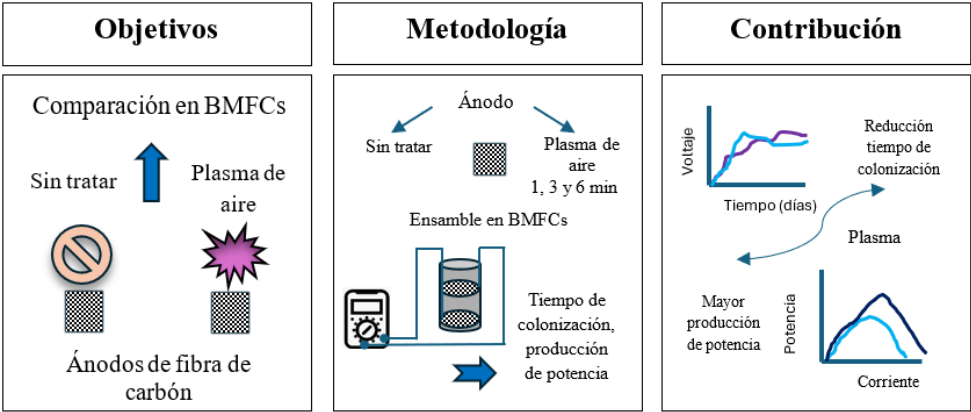 Objetivos
Comparación en BMFCs
Sin tratar
Plasma de
aire
Ánodos de fibra de
carbón
Metodología
Ánodo
Sin tratar
Plasma de
aire
1, 3 y 6 min
Ensamble en BMFCs
Tiempo de
colonización,
producción
de potencia
Contribución
Voltaje
Tiempo (días)
Reducción
tiempo de
colonización
Plasma
Mayor
producción
de potencia
Potencia
Corriente